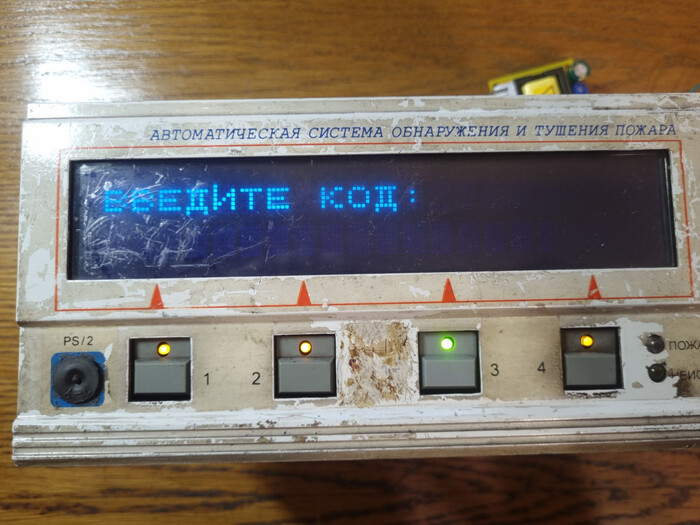 АВТОМАТИЧЕСКАЯ СИСТЕМА ОБНАРУЖЕНИЯ И ТУШЕНИЯ ПОЖАРА
ВВЕДИТЕ КОД:
PS/2
1
2
3
4